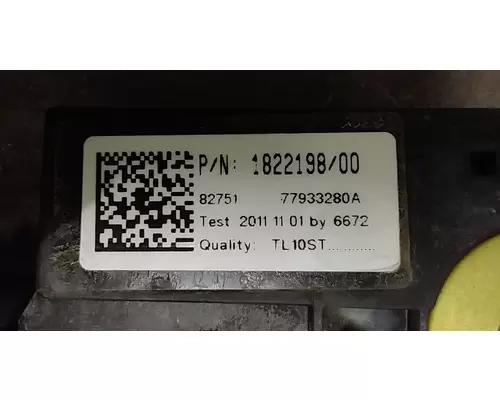 P/N: 1822198/00
82751 77933280A
Test 2011 11 01 by 6672
Quality: TL10ST............